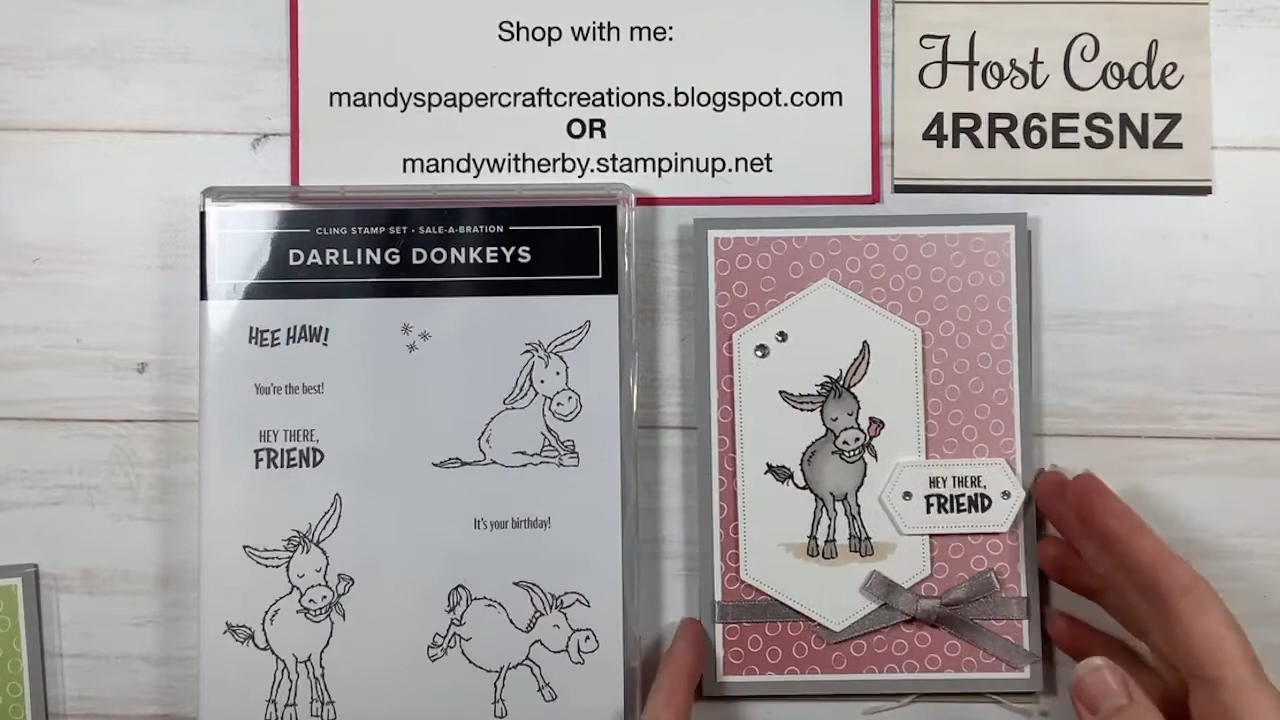 Shop with me:
mandyspapercraftcreations.blogspot.com
OR
mandywitherby.stampinup.net
Host Code
4RR6ESNZ
CLING STAMP SET • SALE-A-BRATION
DARLING DONKEYS
HEE HAW!
You're the best!
HEY THERE,
FRIEND
It's your birthday!
HEY THERE,
FRIEND